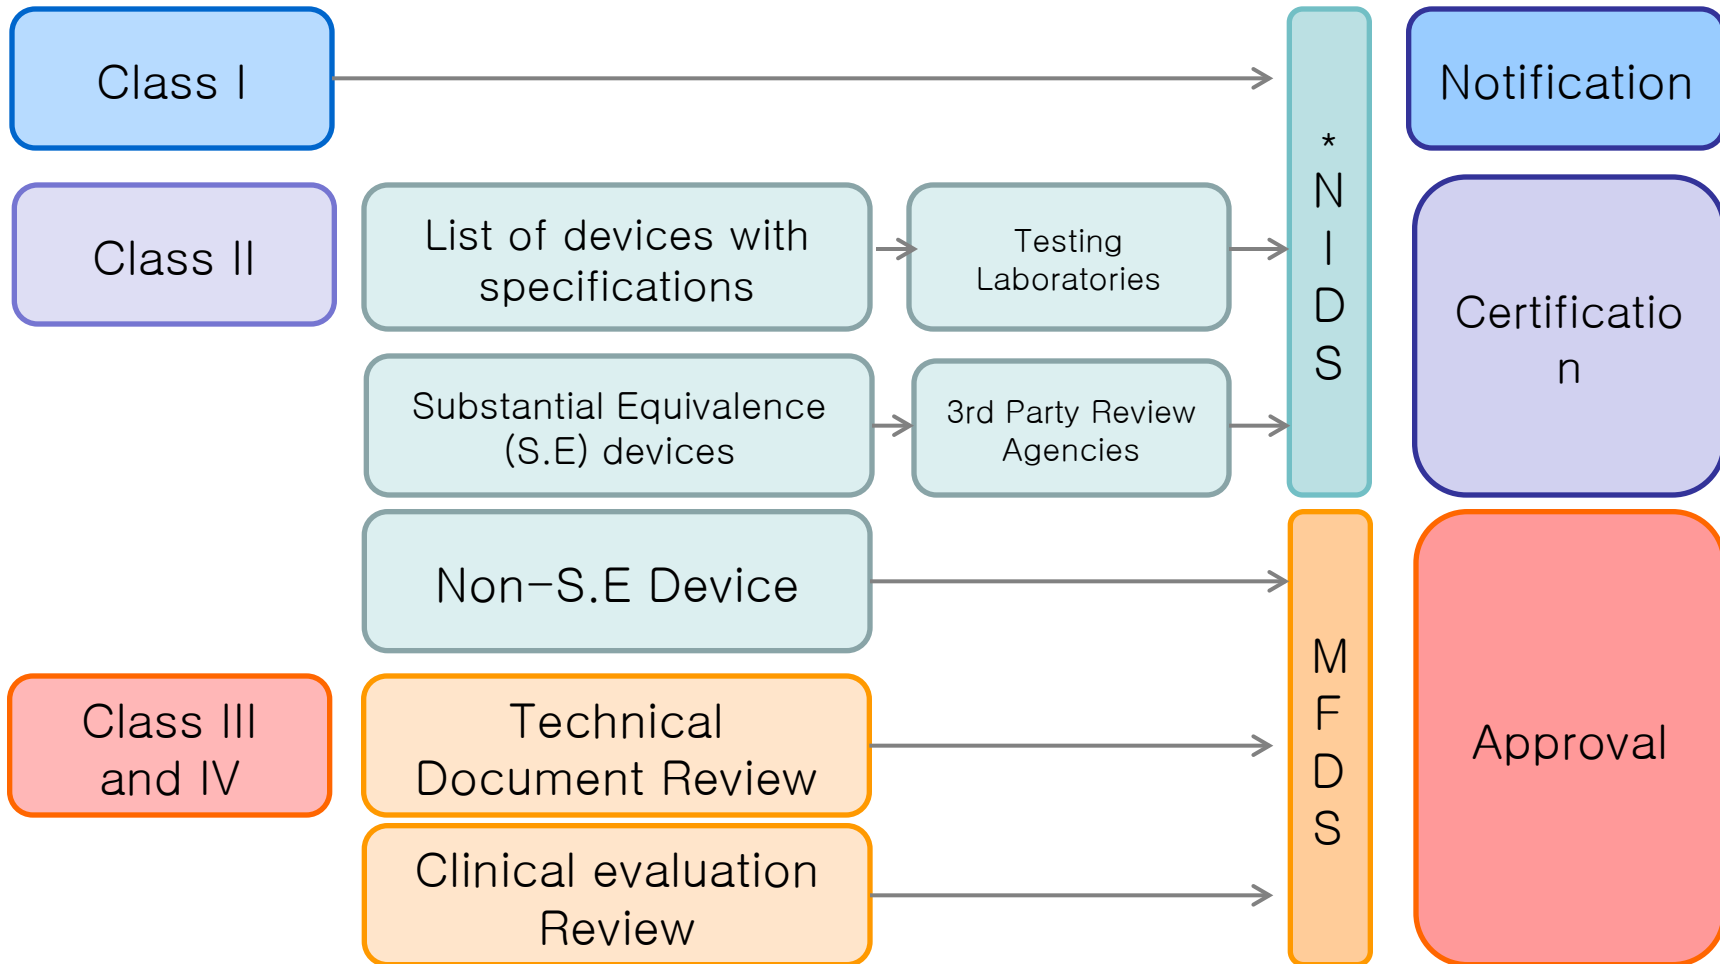 Class I
*
N
I
D
S
Notification
Class II
List of devices with
specifications
Testing
Laboratories
Certificatio
n
Substantial Equivalence
(S.E) devices
3rd Party Review
Agencies
Non-S.E Device
M
F
D
S
Approval
Class III
and IV
Technical
Document Review
Clinical evaluation
Review